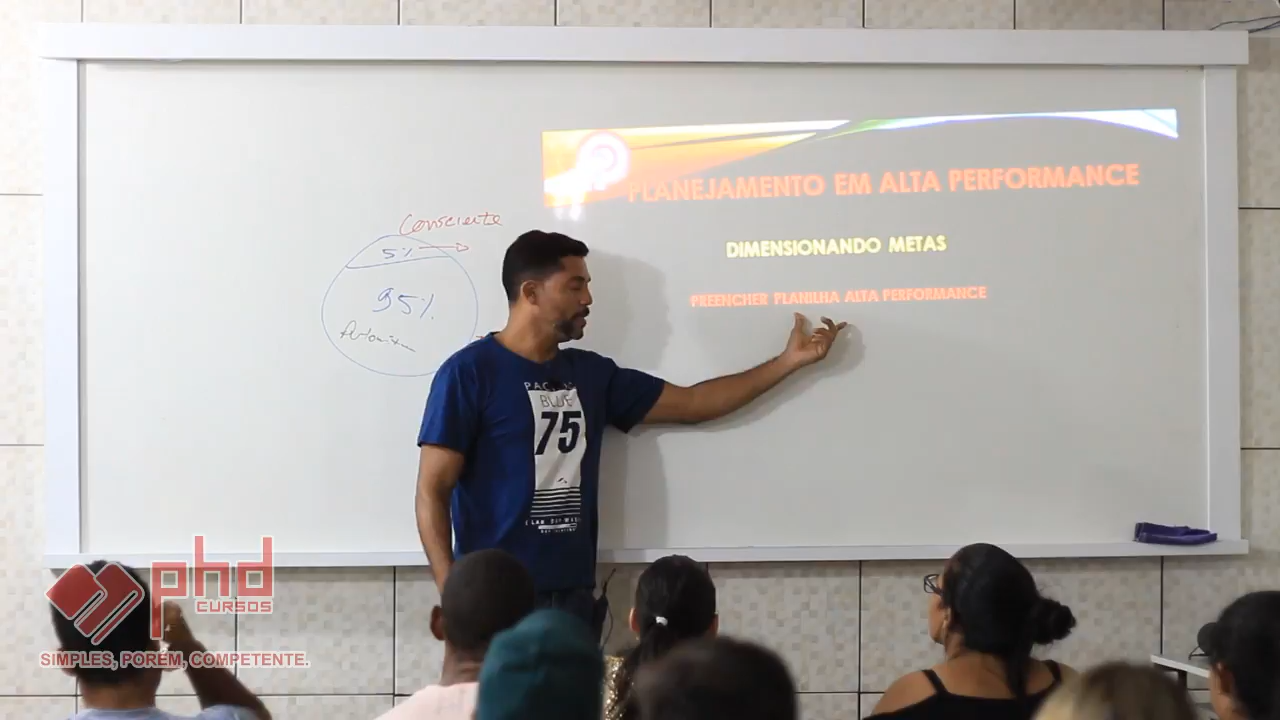 PLANEJAMENTO EM ALTA PERFORMANCE
DIMENSIONANDO METAS
PREENCHER PLANILHA ALTA PERFORMANCE
Consciente
5%
95%
BLUE
75
phd
CURSOS
SIMPLES, PORÉM, COMPETENTE.